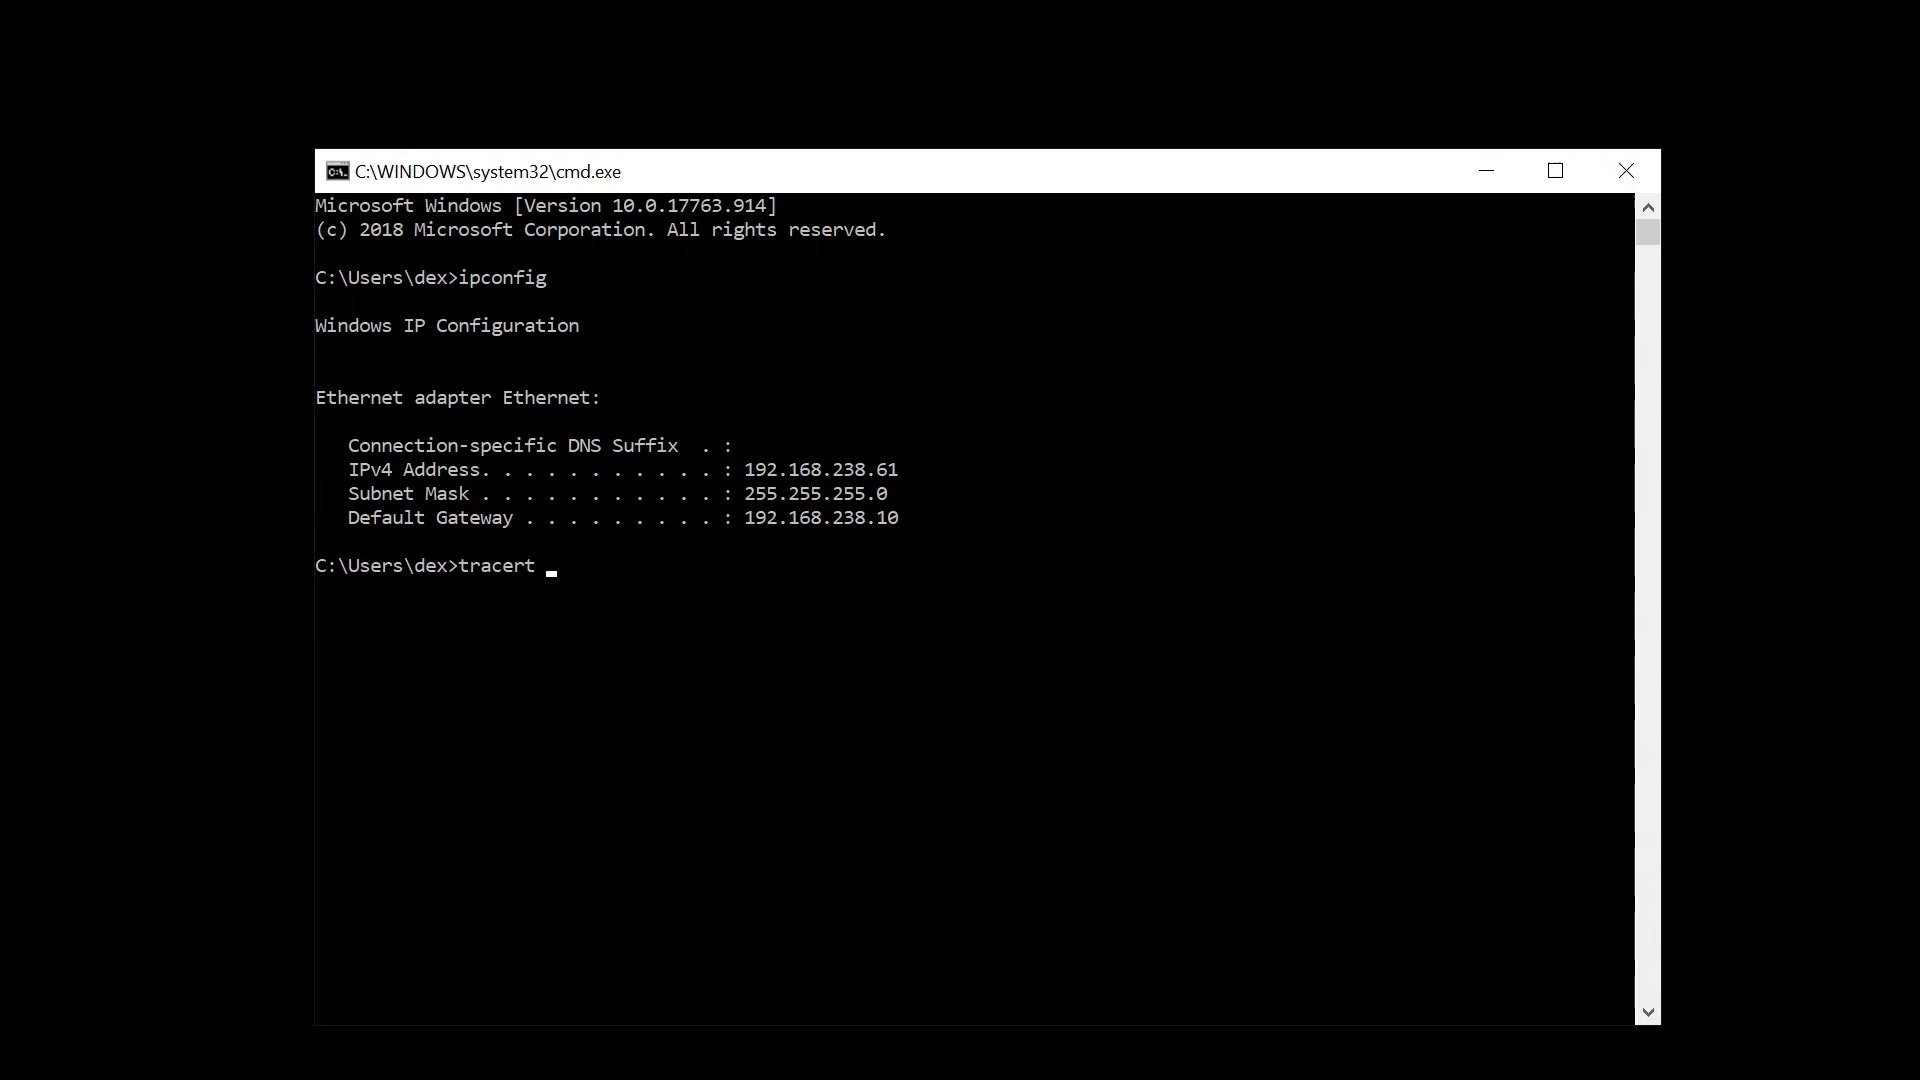 C:\WINDOWS\system32\cmd.exe
Microsoft Windows [Version 10.0.17763.914]
(c) 2018 Microsoft Corporation. All rights reserved.
C:\Users\dex>ipconfig
Windows IP Configuration
Ethernet adapter Ethernet:
Connection-specific DNS Suffix  . :
IPv4 Address. . . . . . . . . . . : 192.168.238.61
Subnet Mask . . . . . . . . . . . : 255.255.255.0
Default Gateway . . . . . . . . . : 192.168.238.10
C:\Users\dex>tracert